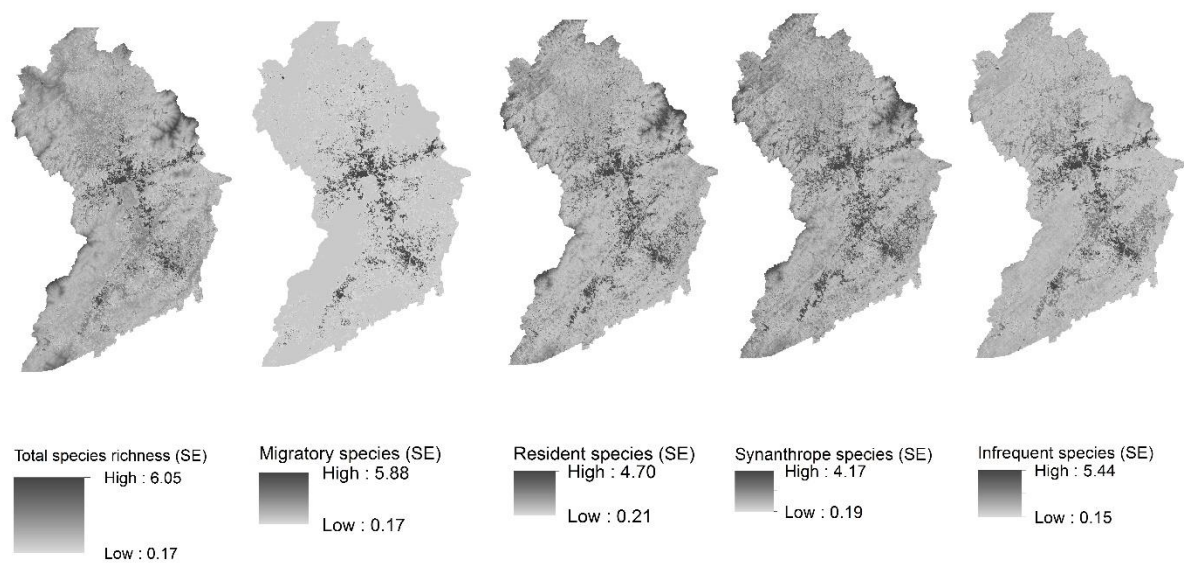 Total species richness (SE)
High : 6.05
Low : 0.17
Migratory species (SE)
High : 5.88
Low : 0.17
Resident species (SE)
High : 4.70
Low : 0.21
Synanthrope species (SE)
High : 4.17
Low : 0.19
Infrequent species (SE)
High : 5.44
Low : 0.15